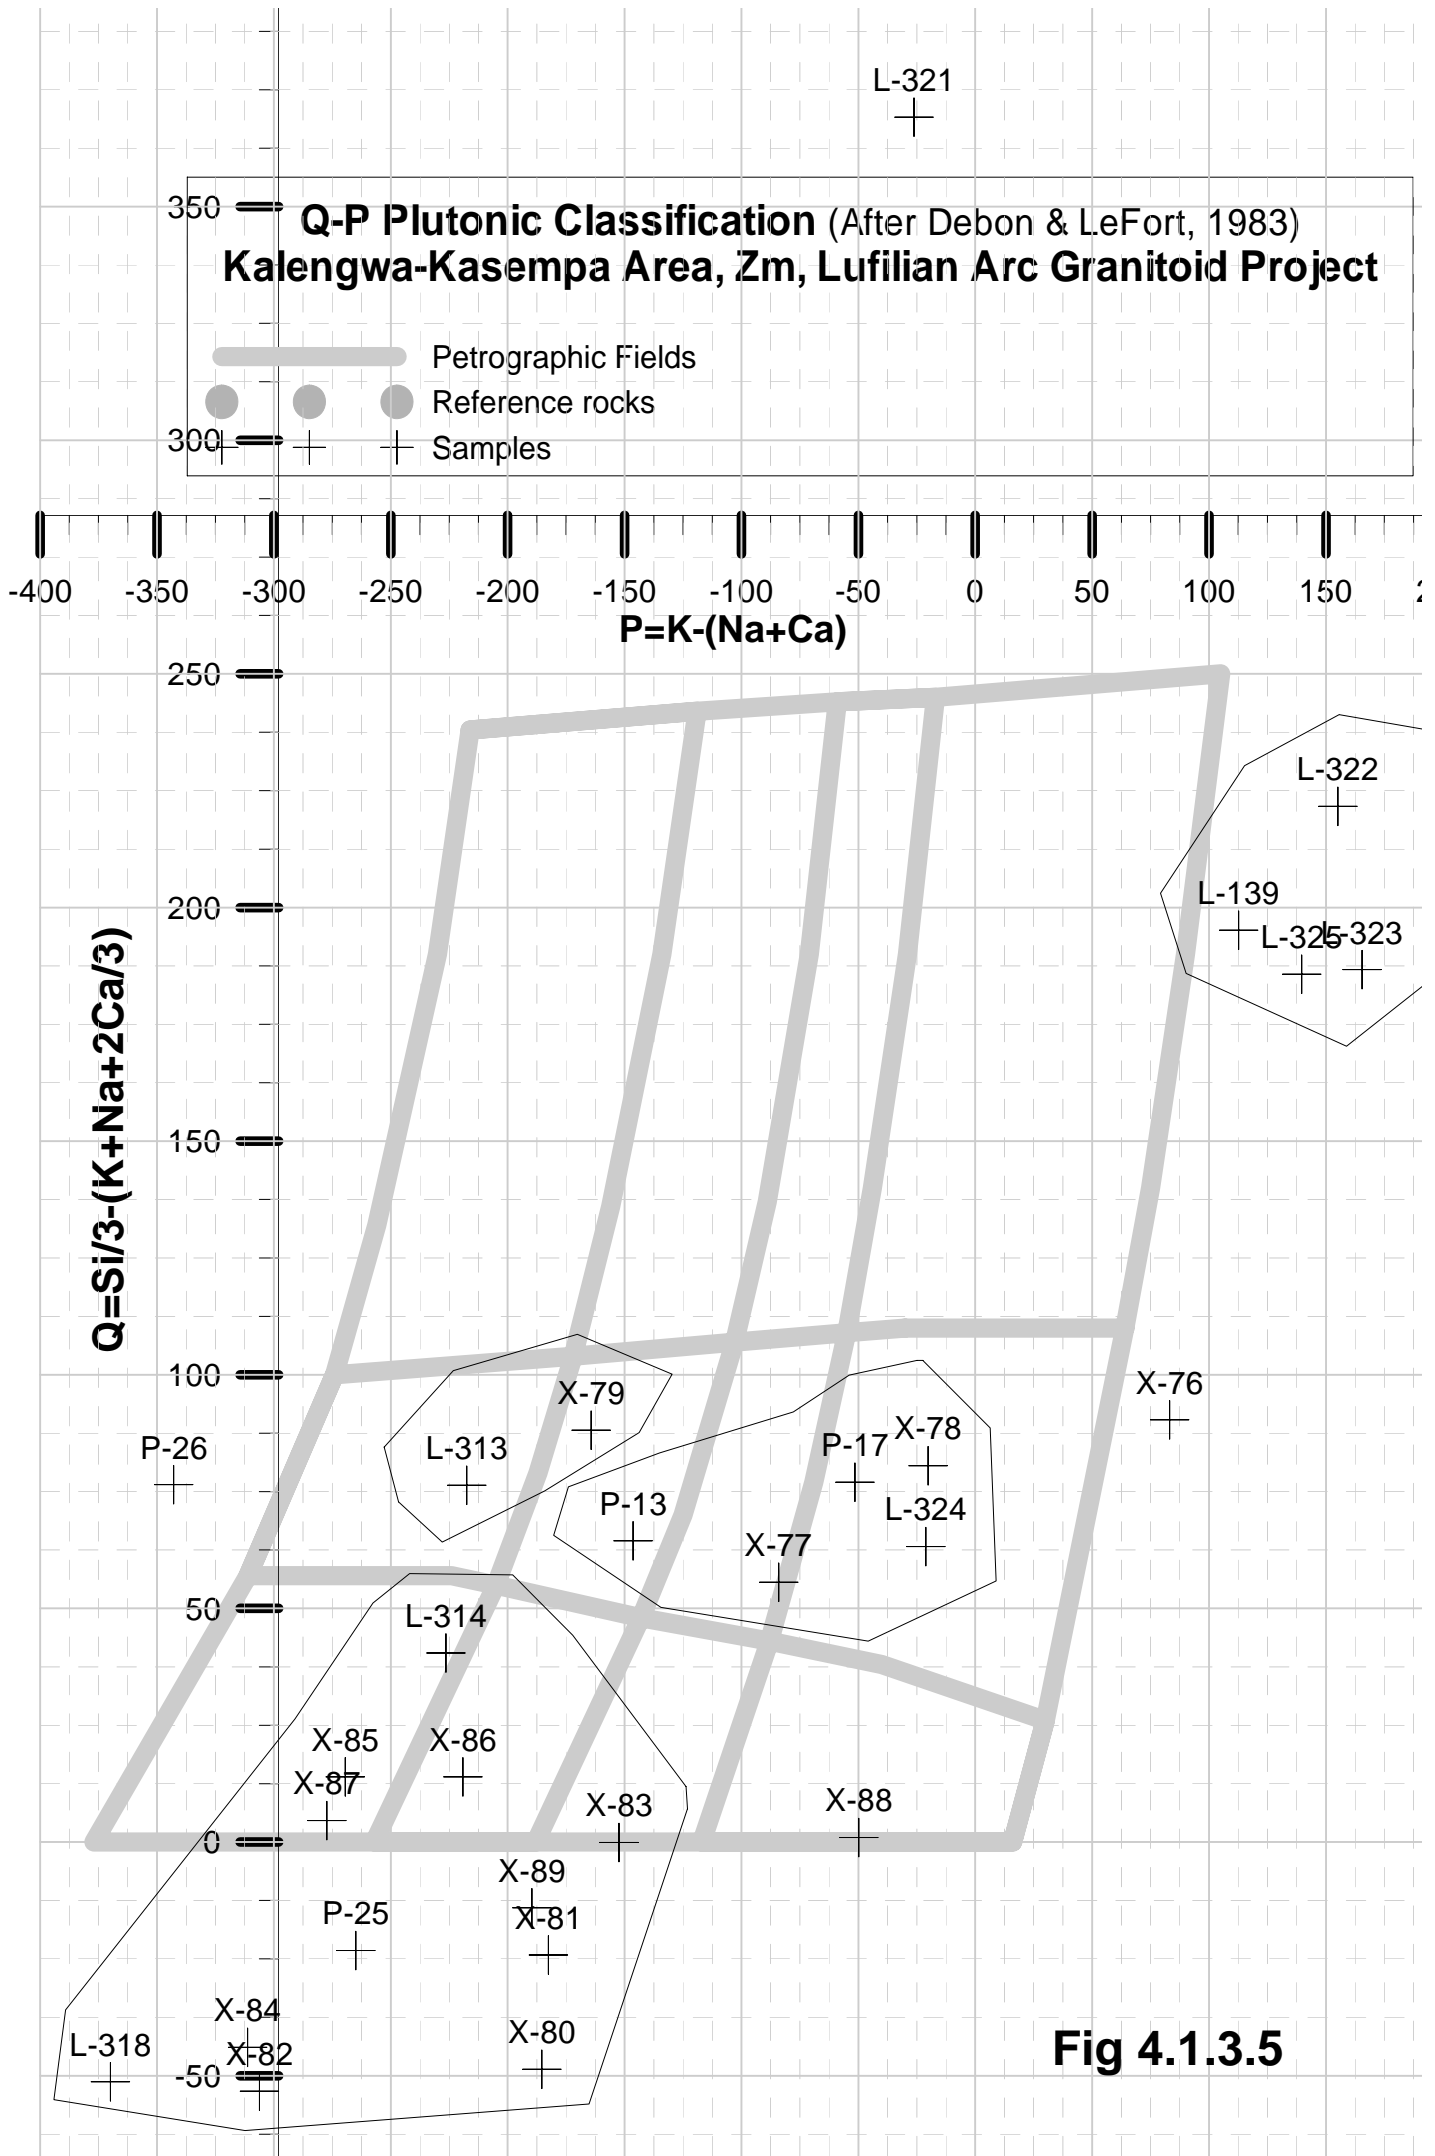 L-321
350
Q-P Plutonic Classification (After Debon & LeFort, 1983)
Kalengwa-Kasempa Area, Zm, Lufilian Arc Granitoid Project
Petrographic Fields
Reference rocks
300
Samples
-400 -350 -300 -250 -200 -150 -100 -50 0 50 100 150 2
P=K-(Na+Ca)
250
L-322
200
L-139
L-325 L-323
Q=Si/3-(K+Na+2Ca/3)
150
100
X-76
X-79
X-78
P-26
L-313
P-17
P-13
L-324
X-77
50
L-314
X-85
X-86
X-87
X-83
X-88
0
X-89
P-25
X-81
X-84
X-80
L-318
X-82
-50
Fig 4.1.3.5